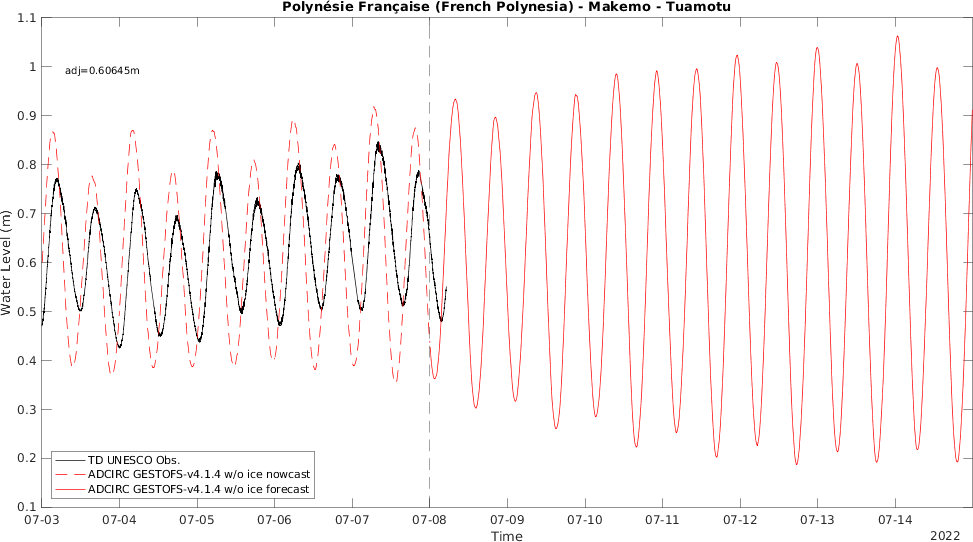 Polynésie Française (French Polynesia) - Makemo - Tuamotu
1.1
1
0.9
0.8
0.7
0.6
0.5
0.4
0.3
0.2
0.1
Water Level (m)
adj=0.60645m
TD UNESCO Obs.
ADCIRC GESTOFS-v4.1.4 w/o ice nowcast
ADCIRC GESTOFS-v4.1.4 w/o ice forecast
07-03 07-04 07-05 07-06 07-07 07-08 07-09 07-10 07-11 07-12 07-13 07-14
Time
2022